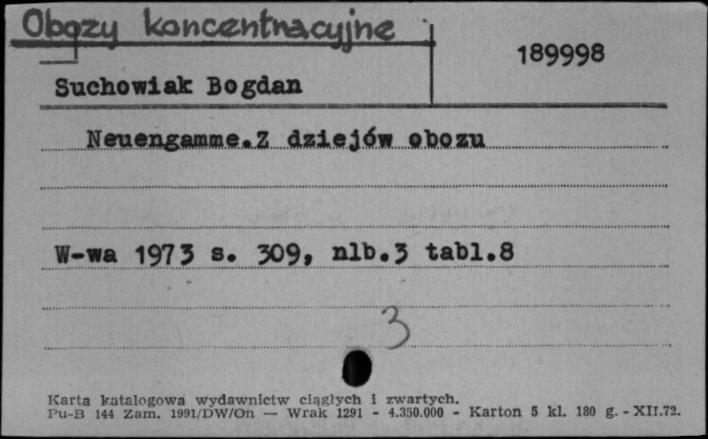 Obozy koncentracyjne
189998
Suchowiak Bogdan
Neuengamme.Z dziejów obozu
W-wa 1973 s. 309, nlb.3 tabl.8
3
Karta katalogowa wydawnictw ciągłych i zwartych.
Pu-B 144 Zam. 1991/DW/On — Wrak 1291 - 4.350.000 - Karton 5 kl. 180 g. - XII.72.